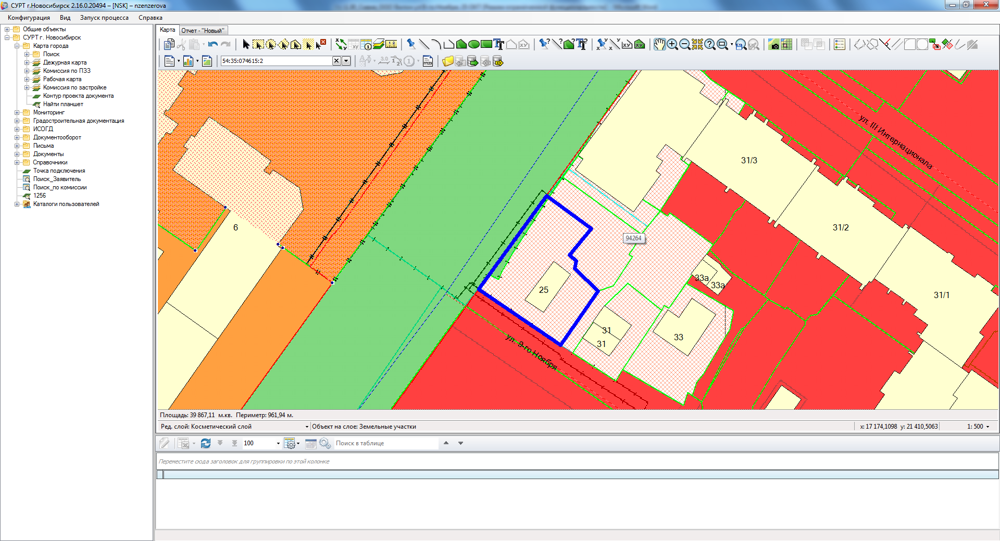 СУРТ г.Новосибирск 2.16.0.20494 – [NSK] – nzenzerova
Конфигурация Вид Запуск процесса Справка
Общие объекты
СУРТ г. Новосибирск
Карта города
Поиск
Дежурная карта
Комиссия по ПЗЗ
Рабочая карта
Комиссия по застройке
Контур проекта документа
Найти планшет
Мониторинг
Градостроительная документация
ИСОГД
Документооборот
Письма
Документы
Справочники
Точка подключения
Поиск_Заявитель
Поиск_по комиссии
1256
Каталоги пользователей
Карта Отчет - "Новый"
54:35:074615:2
ул. III Интернационала
31/3
6
31/2
94264
33а
33а
25
31/1
31
33
31
ул. 9-го Ноября
Площадь: 39 867,11 м.кв. Периметр: 961,94 м.
Ред. слой: Косметический слой Объект на слое: Земельные участки x: 17 174,1098 y: 21 410,5063 1: 500
100 Поиск в таблице
Переместите сюда заголовок для группировки по этой колонке